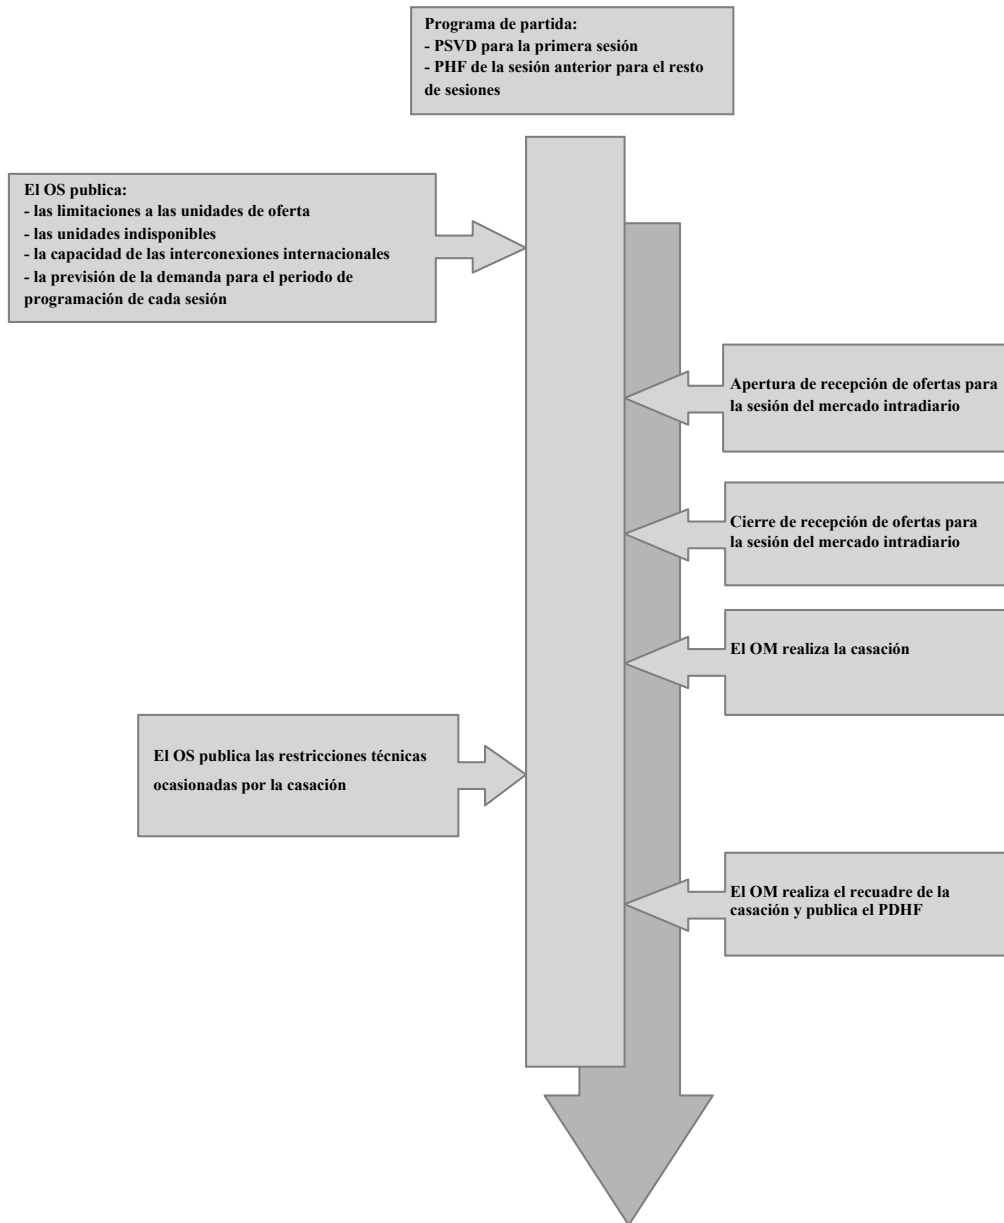 Programa de partida:
- PSVD para la primera sesión
- PHF de la sesión anterior para el resto
de sesiones
El OS publica:
- las limitaciones a las unidades de oferta
- las unidades indisponibles
- la capacidad de las interconexiones internacionales
- la previsión de la demanda para el periodo de
programación de cada sesión
Apertura de recepción de ofertas para
la sesión del mercado intradiario
Cierre de recepción de ofertas para
la sesión del mercado intradiario
El OM realiza la casación
El OS publica las restricciones técnicas
ocasionadas por la casación
El OM realiza el recuadre de la
casación y publica el PDHF